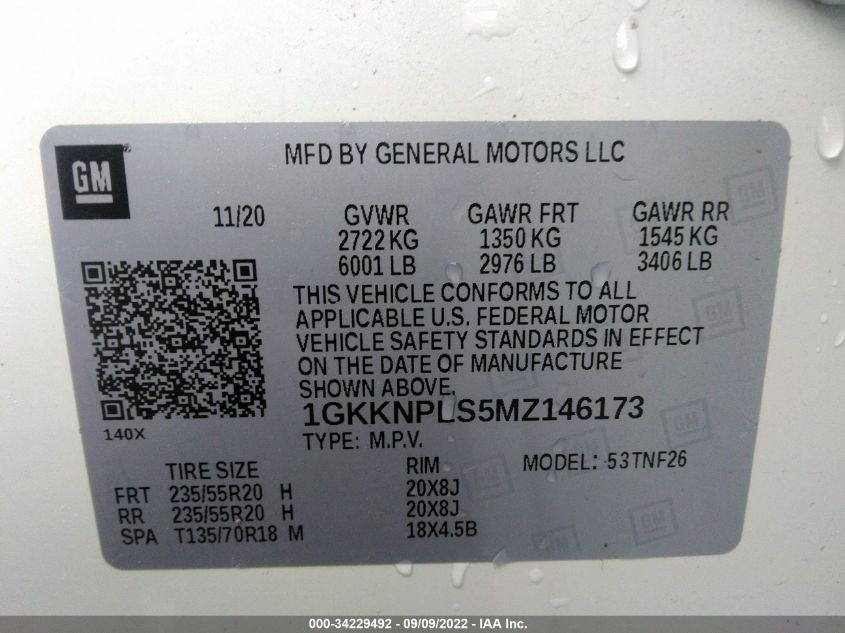 GM
MFD BY GENERAL MOTORS LLC
11/20 GVWR GAWR FRT GAWR RR
2722 KG 1350 KG 1545 KG
6001 LB 2976 LB 3406 LB
THIS VEHICLE CONFORMS TO ALL
APPLICABLE U.S. FEDERAL MOTOR
VEHICLE SAFETY STANDARDS IN EFFECT
ON THE DATE OF MANUFACTURE
SHOWN ABOVE.
1GKKNPLS5MZ146173
140X
TYPE: M.P.V.
TIRE SIZE RIM MODEL: 53TNF26
FRT 235/55R20 H 20X8J
RR 235/55R20 H 20X8J
SPA T135/70R18 M 18X4.5B
000-34229492 - 09/09/2022 - IAA Inc.